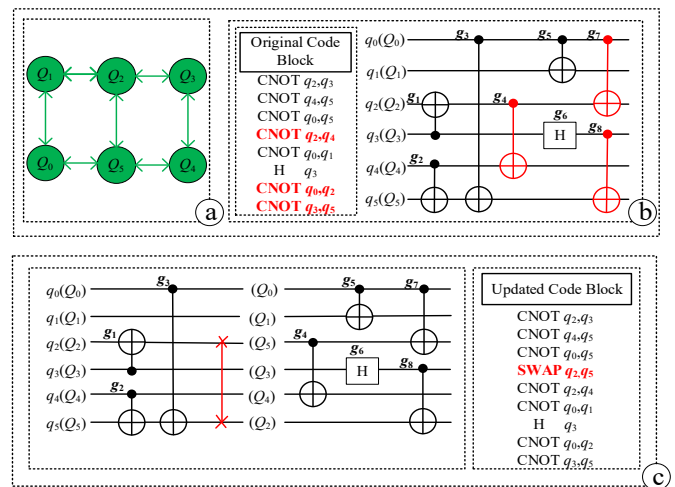 Q1
Q2
Q3
Q0
Q5
Q4
a
Original Code
Block
CNOT q2,q3
CNOT q4,q5
CNOT q0,q5
CNOT q2,q4
CNOT q0,q1
H q3
CNOT q0,q2
CNOT q3,q5
q0(Q0)
q1(Q1)
q2(Q2)
q3(Q3)
q4(Q4)
q5(Q5)
g1
g2
g3
g4
g5
g6
H
g7
g8
b
q0(Q0)
q1(Q1)
q2(Q2)
q3(Q3)
q4(Q4)
q5(Q5)
g1
g2
g3
(Q0)
(Q1)
(Q5)
(Q3)
(Q4)
(Q2)
g4
g5
g6
H
g7
g8
Updated Code Block
CNOT q2,q3
CNOT q4,q5
CNOT q0,q5
SWAP q2,q5
CNOT q2,q4
CNOT q0,q1
H q3
CNOT q0,q2
CNOT q3,q5
c